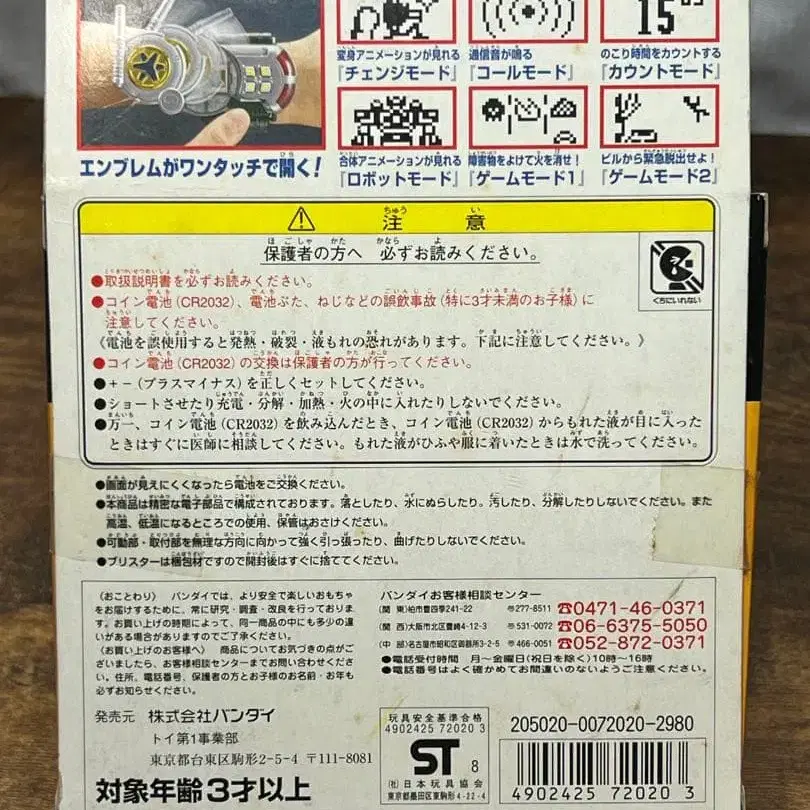 15
変身アニメーションが見れる 通信音が鳴る のこり時間をカウントする
『チェンジモード』 『コールモード』 『カウントモード』
エンブレムがワンタッチで開く!
合体アニメーションが見れる 障害物をよけて火を消せ! ビルから緊急脱出せよ!
『ロボットモード』 『ゲームモード1』 『ゲームモード2』
注意
保護者の方へ 必ずお読みください。
くちにいれない
●取扱説明書を必ずお読みください。
●コイン電池(CR2032)、電池ぶた、ねじなどの誤飲事故(特に3才未満のお子様)に
注意してください。
《電池を誤使用すると発熱・破裂・液もれの恐れがあります。下記に注意してください。》
●コイン電池(CR2032)の交換は保護者の方が行ってください。
●+-(プラスマイナス)を正しくセットしてください。
●ショートさせたり充電・分解・加熱・火の中に入れたりしないでください。
●万一、コイン電池(CR2032)を飲み込んだとき、コイン電池(CR2032)からもれた液が目に入った
ときはすぐに医師に相談してください。もれた液がひふや服に着いたときは水で洗ってください。
●画面が見えにくくなったら電池をご交換ください。
●本商品は精密な電子部品で構成されております。落としたり、水にぬらしたり。汚したり、分解したりしないでください。また
高温、低温になるところでの使用、保管はおさけください。
●可動部・取付部を無理な方向に向かって強く引っ張ったり、曲げたりしないでください。
●ブリスターは梱包材ですので開封後はすぐに捨ててください。
《おことわり》 バンダイでは、より安全で楽しいおもちゃ
をお届けするために、常に研究・調査・改良を行っております。
お買い上げの時期によって、同一商品の中にも多少の違
いがある場合がありますのでご了承ください。
《お買い上げのお客様へ》 商品についてお気づきの点がご
ざいましたら、お客様相談センターまでお問い合わせくださ
い。住所、電話番号、保護者の方とお子様のお名前・お年も
必ずお知らせください。
バンダイお客様相談センター
(関 東)柏市豊四季241-22 〒277-8511 ☎0471-46-0371
(関 西)大阪市北区豊崎4-12-3 〒531-0072 ☎06-6375-5050
(中 部)名古屋市昭和区御器所3-2-5 〒466-0051 ☎052-872-0371
●電話受付時間 月~金曜日(祝日を除く)10時~16時
●電話番号はよく確かめてお間違いのないようご注意ください。
発売元 株式会社バンダイ
トイ第1事業部
東京都台東区駒形2-5-4 〒111-8081
対象年齢3才以上
玩具安全基準合格
4902425 72020 3
ST 8
(社)日本玩具協会
東京都墨田区東駒形4-22-4
205020-0072020-2980
4 902425 720203